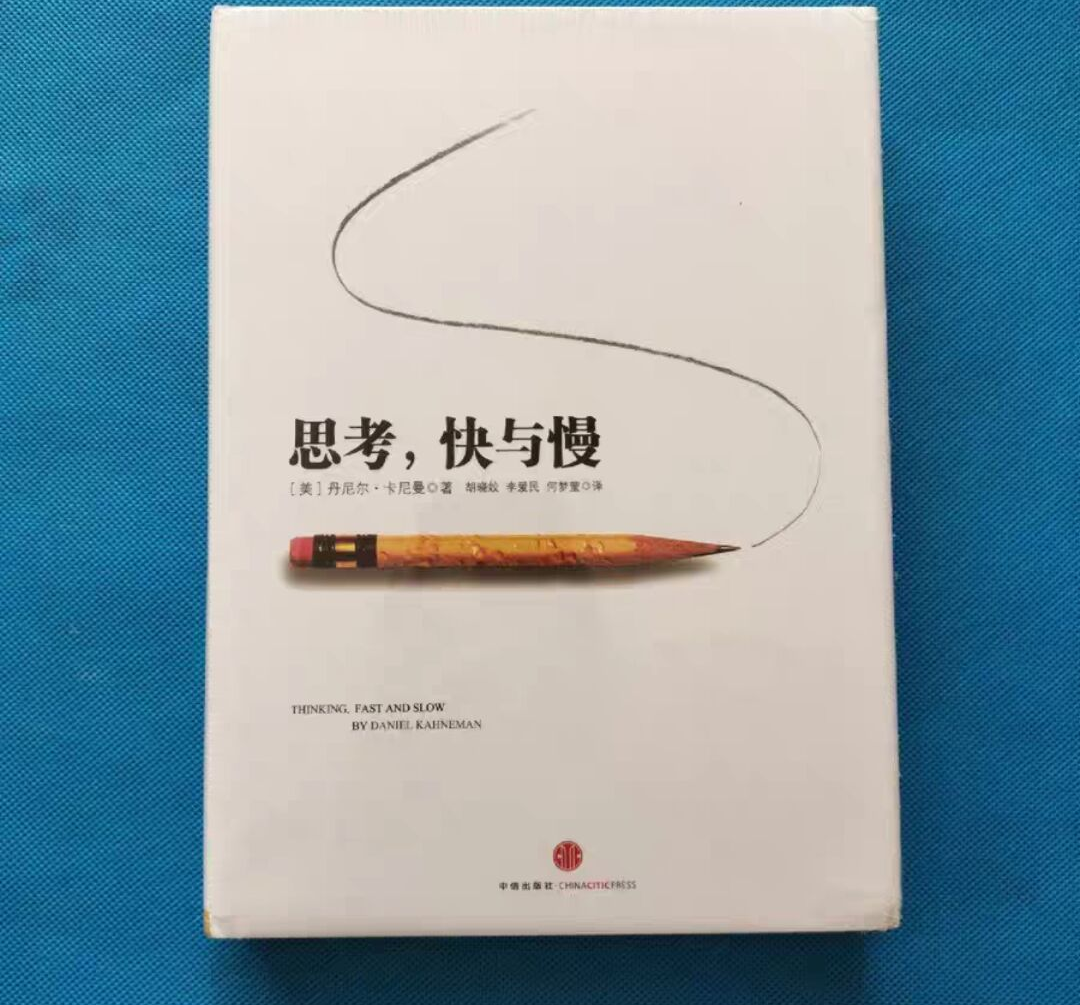 思考，快与慢
[美]丹尼尔·卡尼曼◎著 胡晓姣 李爱民 何梦莹◎译
THINKING, FAST AND SLOW
BY DANIEL KAHNEMAN
中信出版社·CHINACITICPRESS